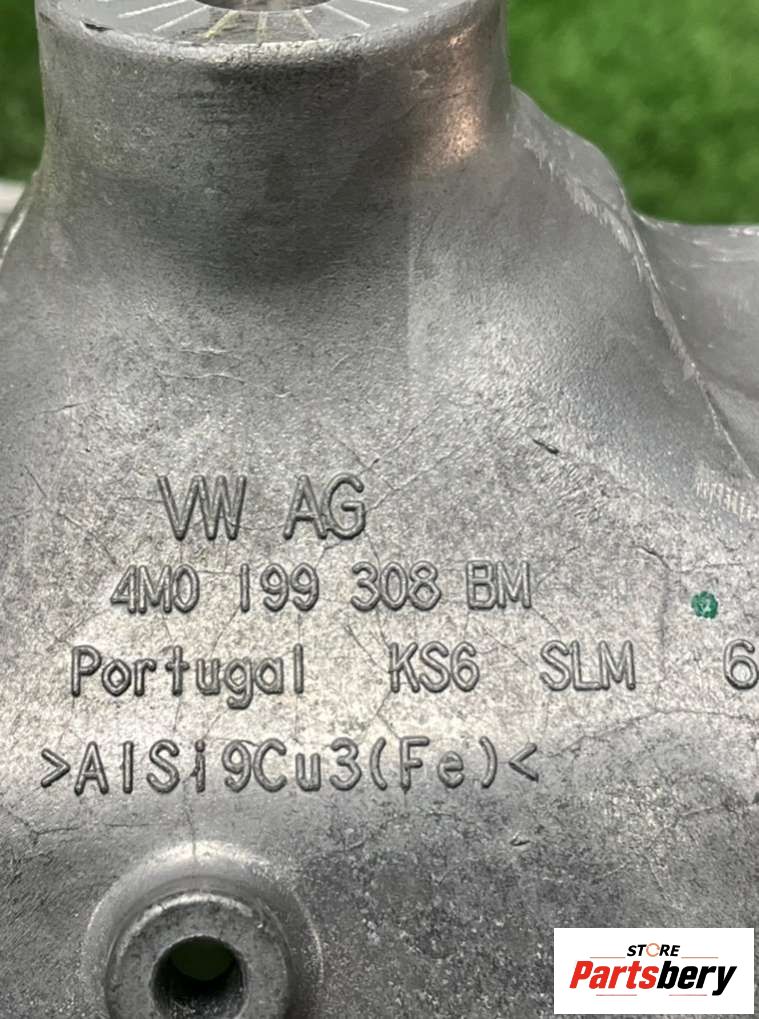 VW AG
4M0 199 308 BM
Portugal KS6 SLM 6
>AlSi9Cu3(Fe)<
STORE
Partsbery